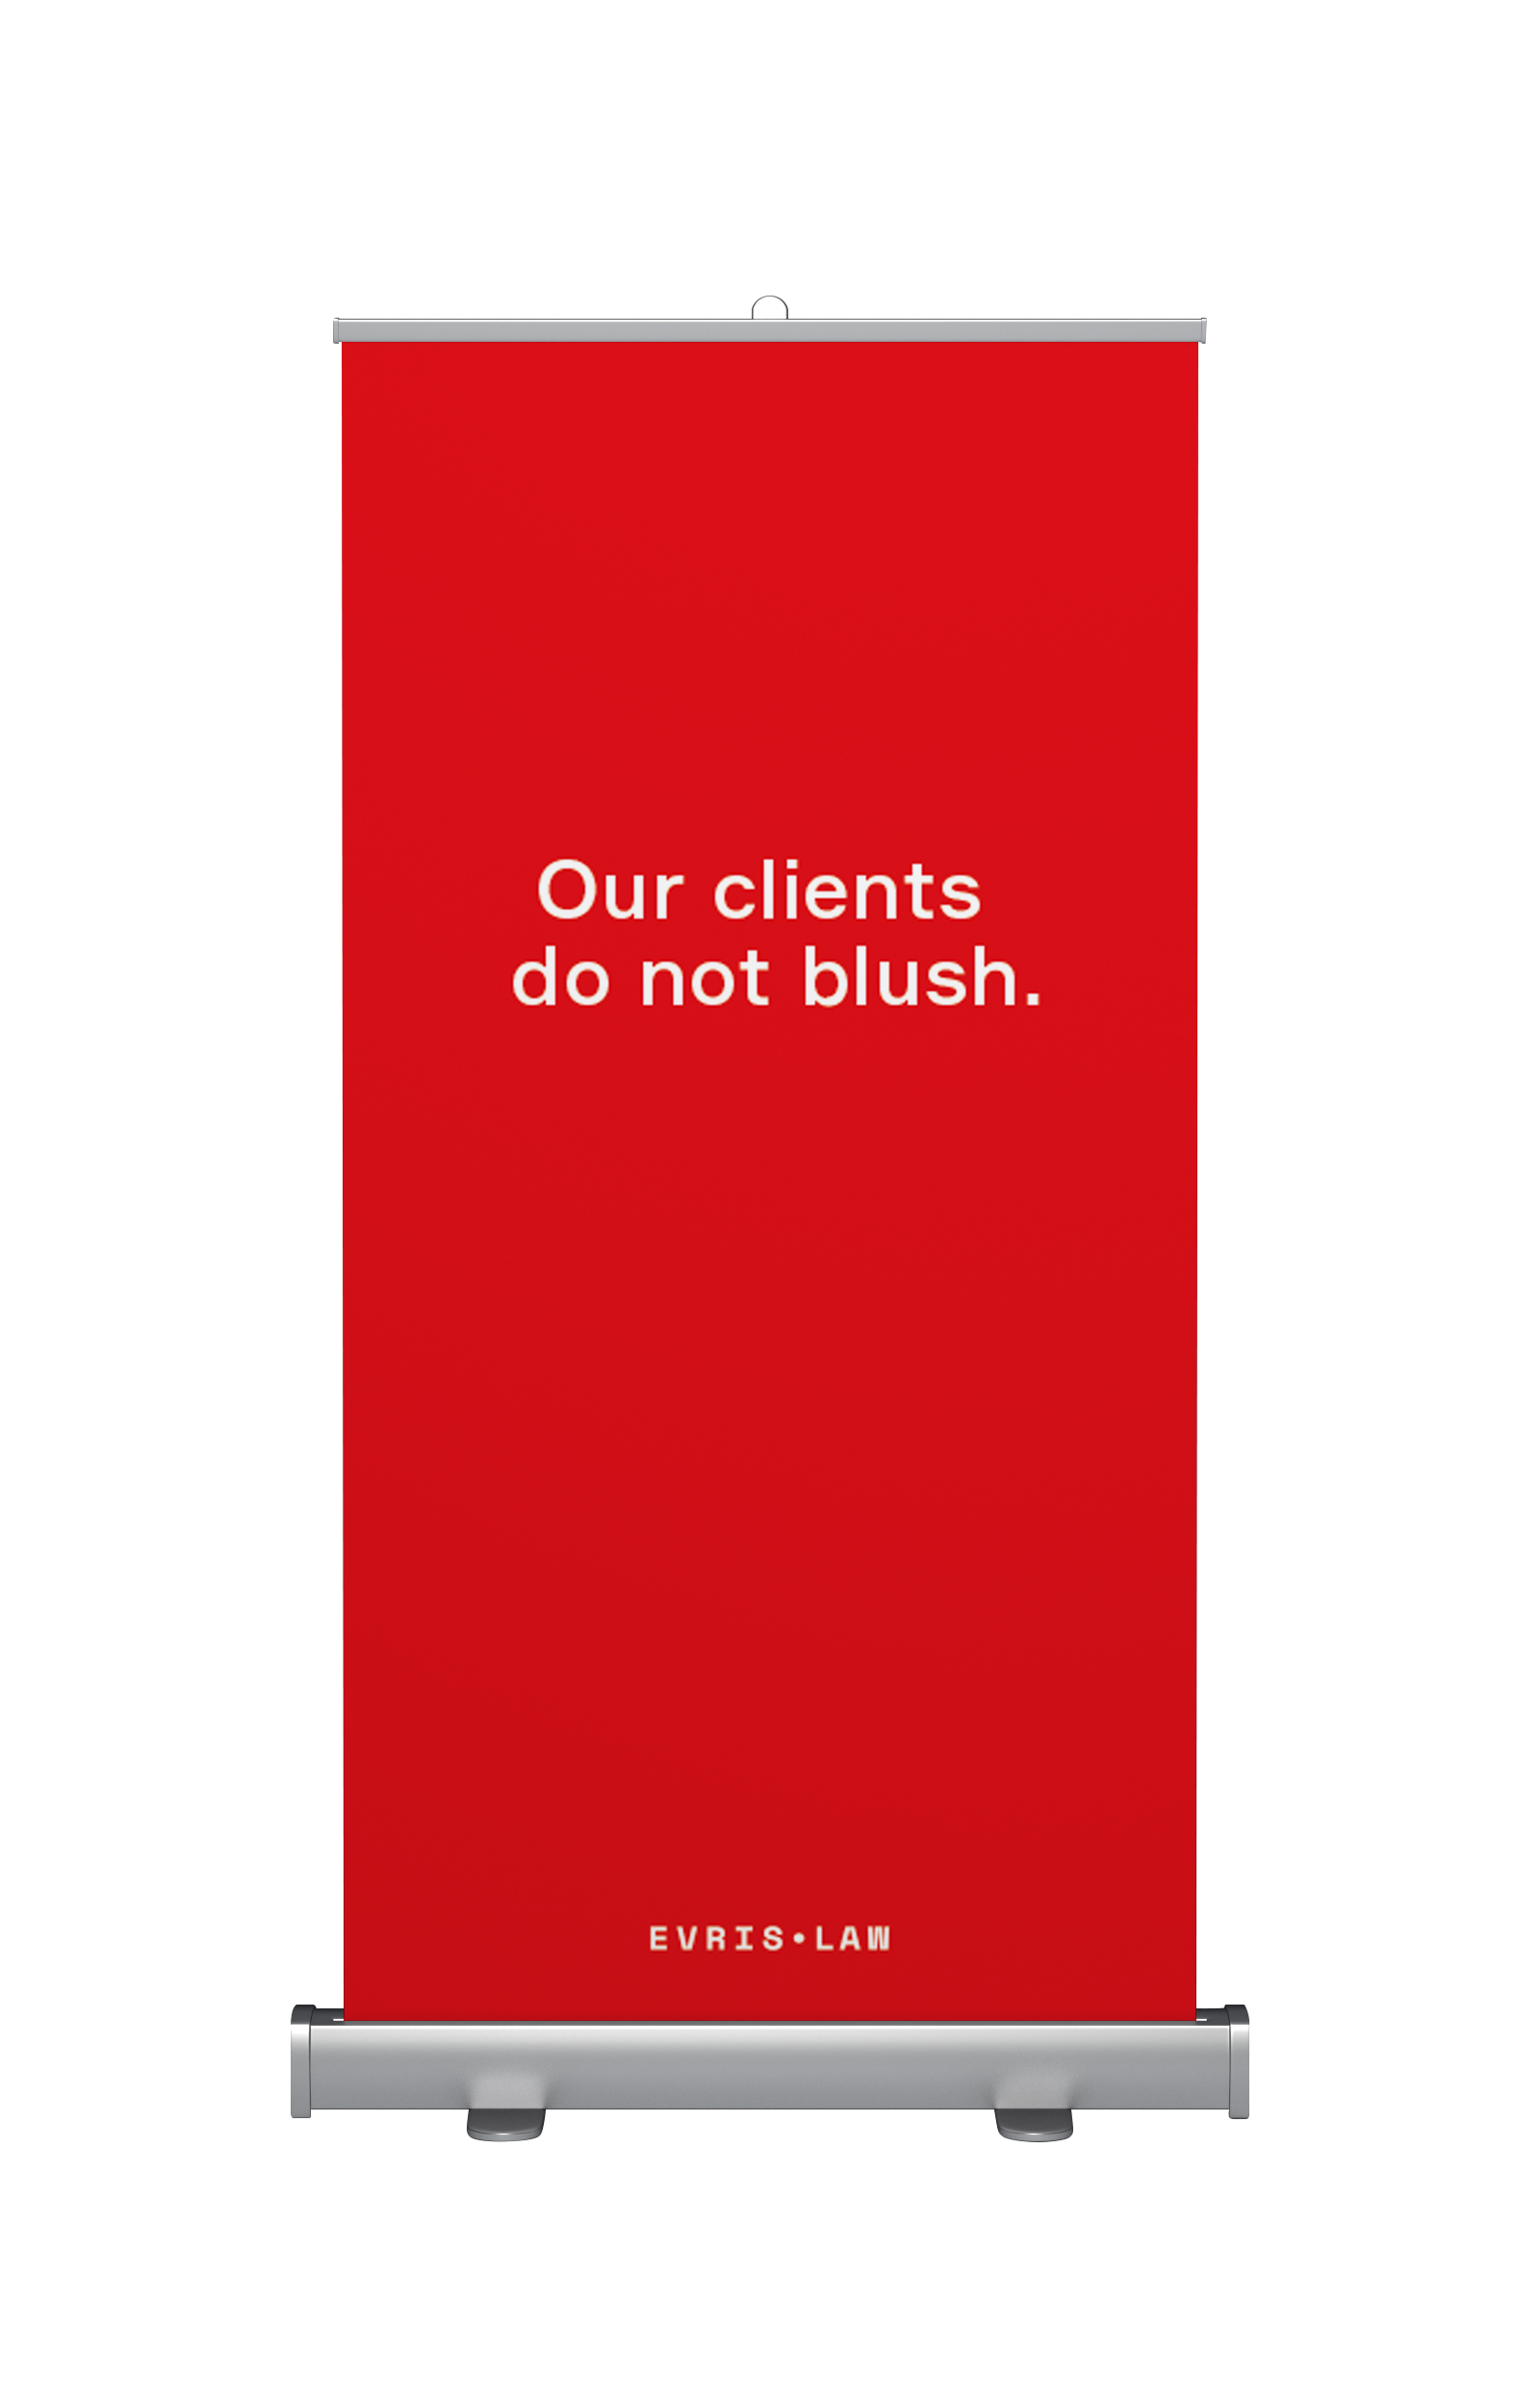 Our clients
do not blush.
EVRIS•LAW